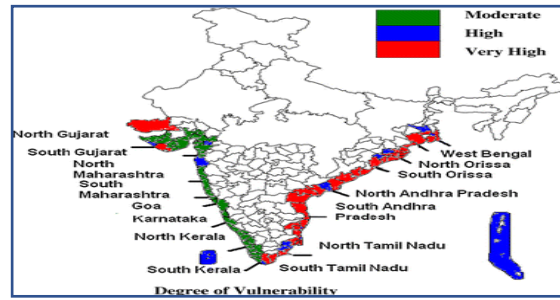 Moderate
High
Very High
North Gujarat
South Gujarat
North
Maharashtra
South
Maharashtra
Goa
Karnataka
North Kerala
South Kerala
West Bengal
North Orissa
South Orissa
North Andhra Pradesh
South Andhra
Pradesh
North Tamil Nadu
South Tamil Nadu
Degree of Vulnerability